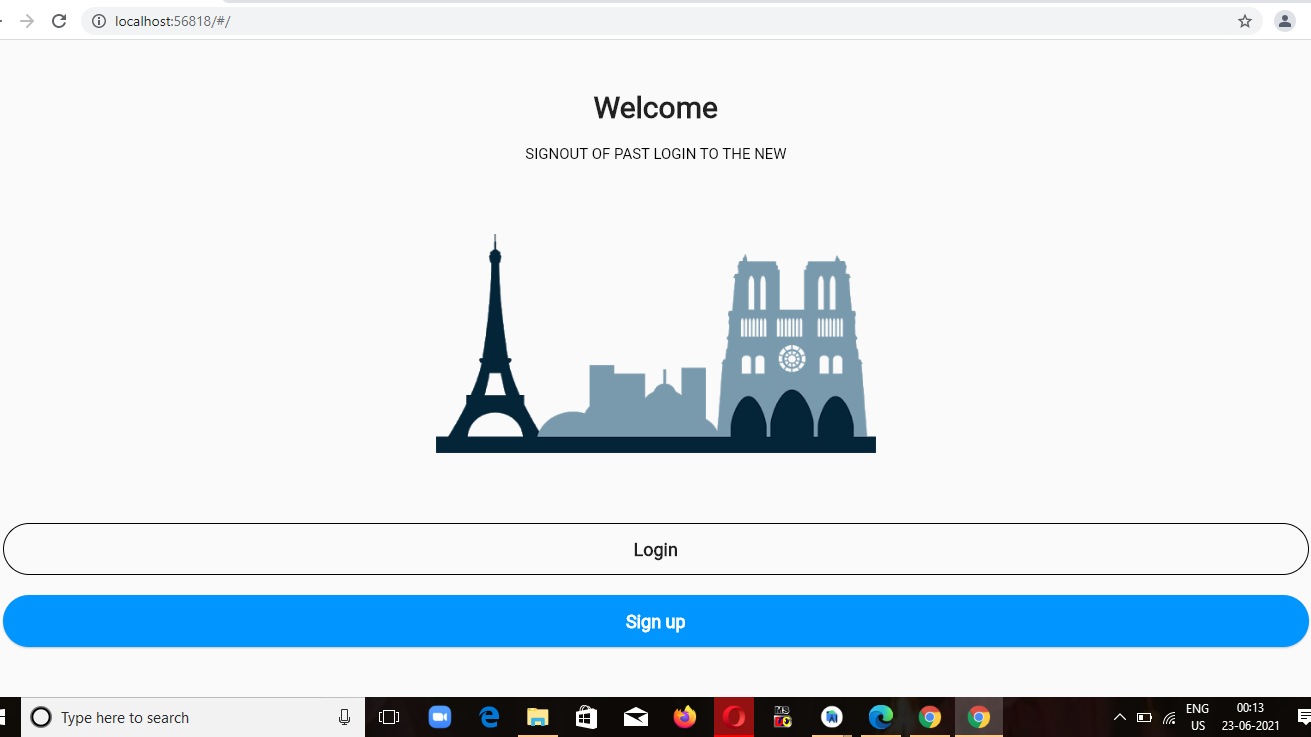 localhost:56818/#/
Welcome
SIGNOUT OF PAST LOGIN TO THE NEW
Login
Sign up
Type here to search
ENG
US
00:13
23-06-2021